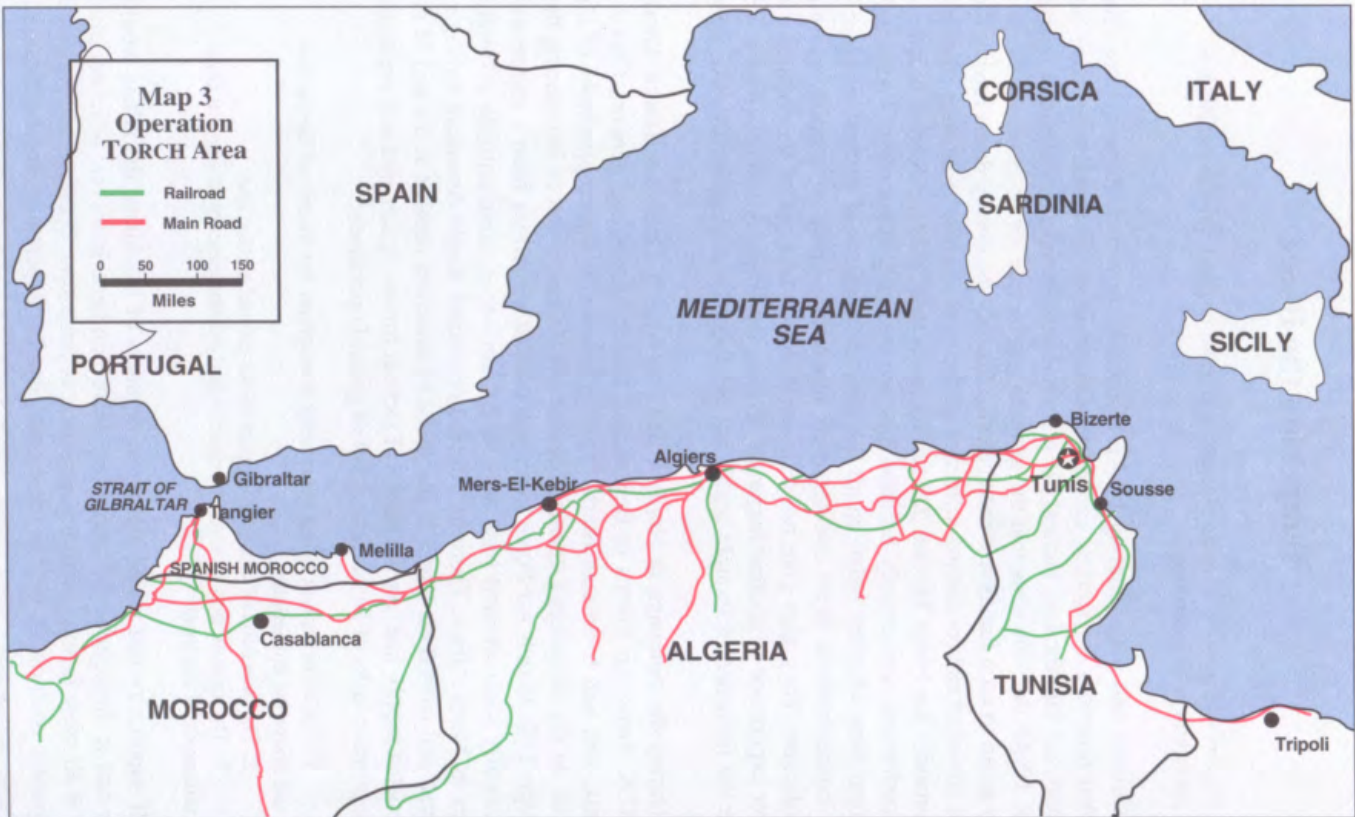 Map 3
Operation
TORCH Area
Railroad
Main Road
0 50 100 150
Miles
CORSICA
ITALY
SPAIN
SARDINIA
MEDITERRANEAN
SEA
SICILY
PORTUGAL
Bizerte
Algiers
Gibraltar
Mers-El-Kebir
Tunis
Sousse
STRAIT OF
GIBRALTAR
Tangier
Melilla
SPANISH MOROCCO
Casablanca
ALGERIA
TUNISIA
MOROCCO
Tripoli